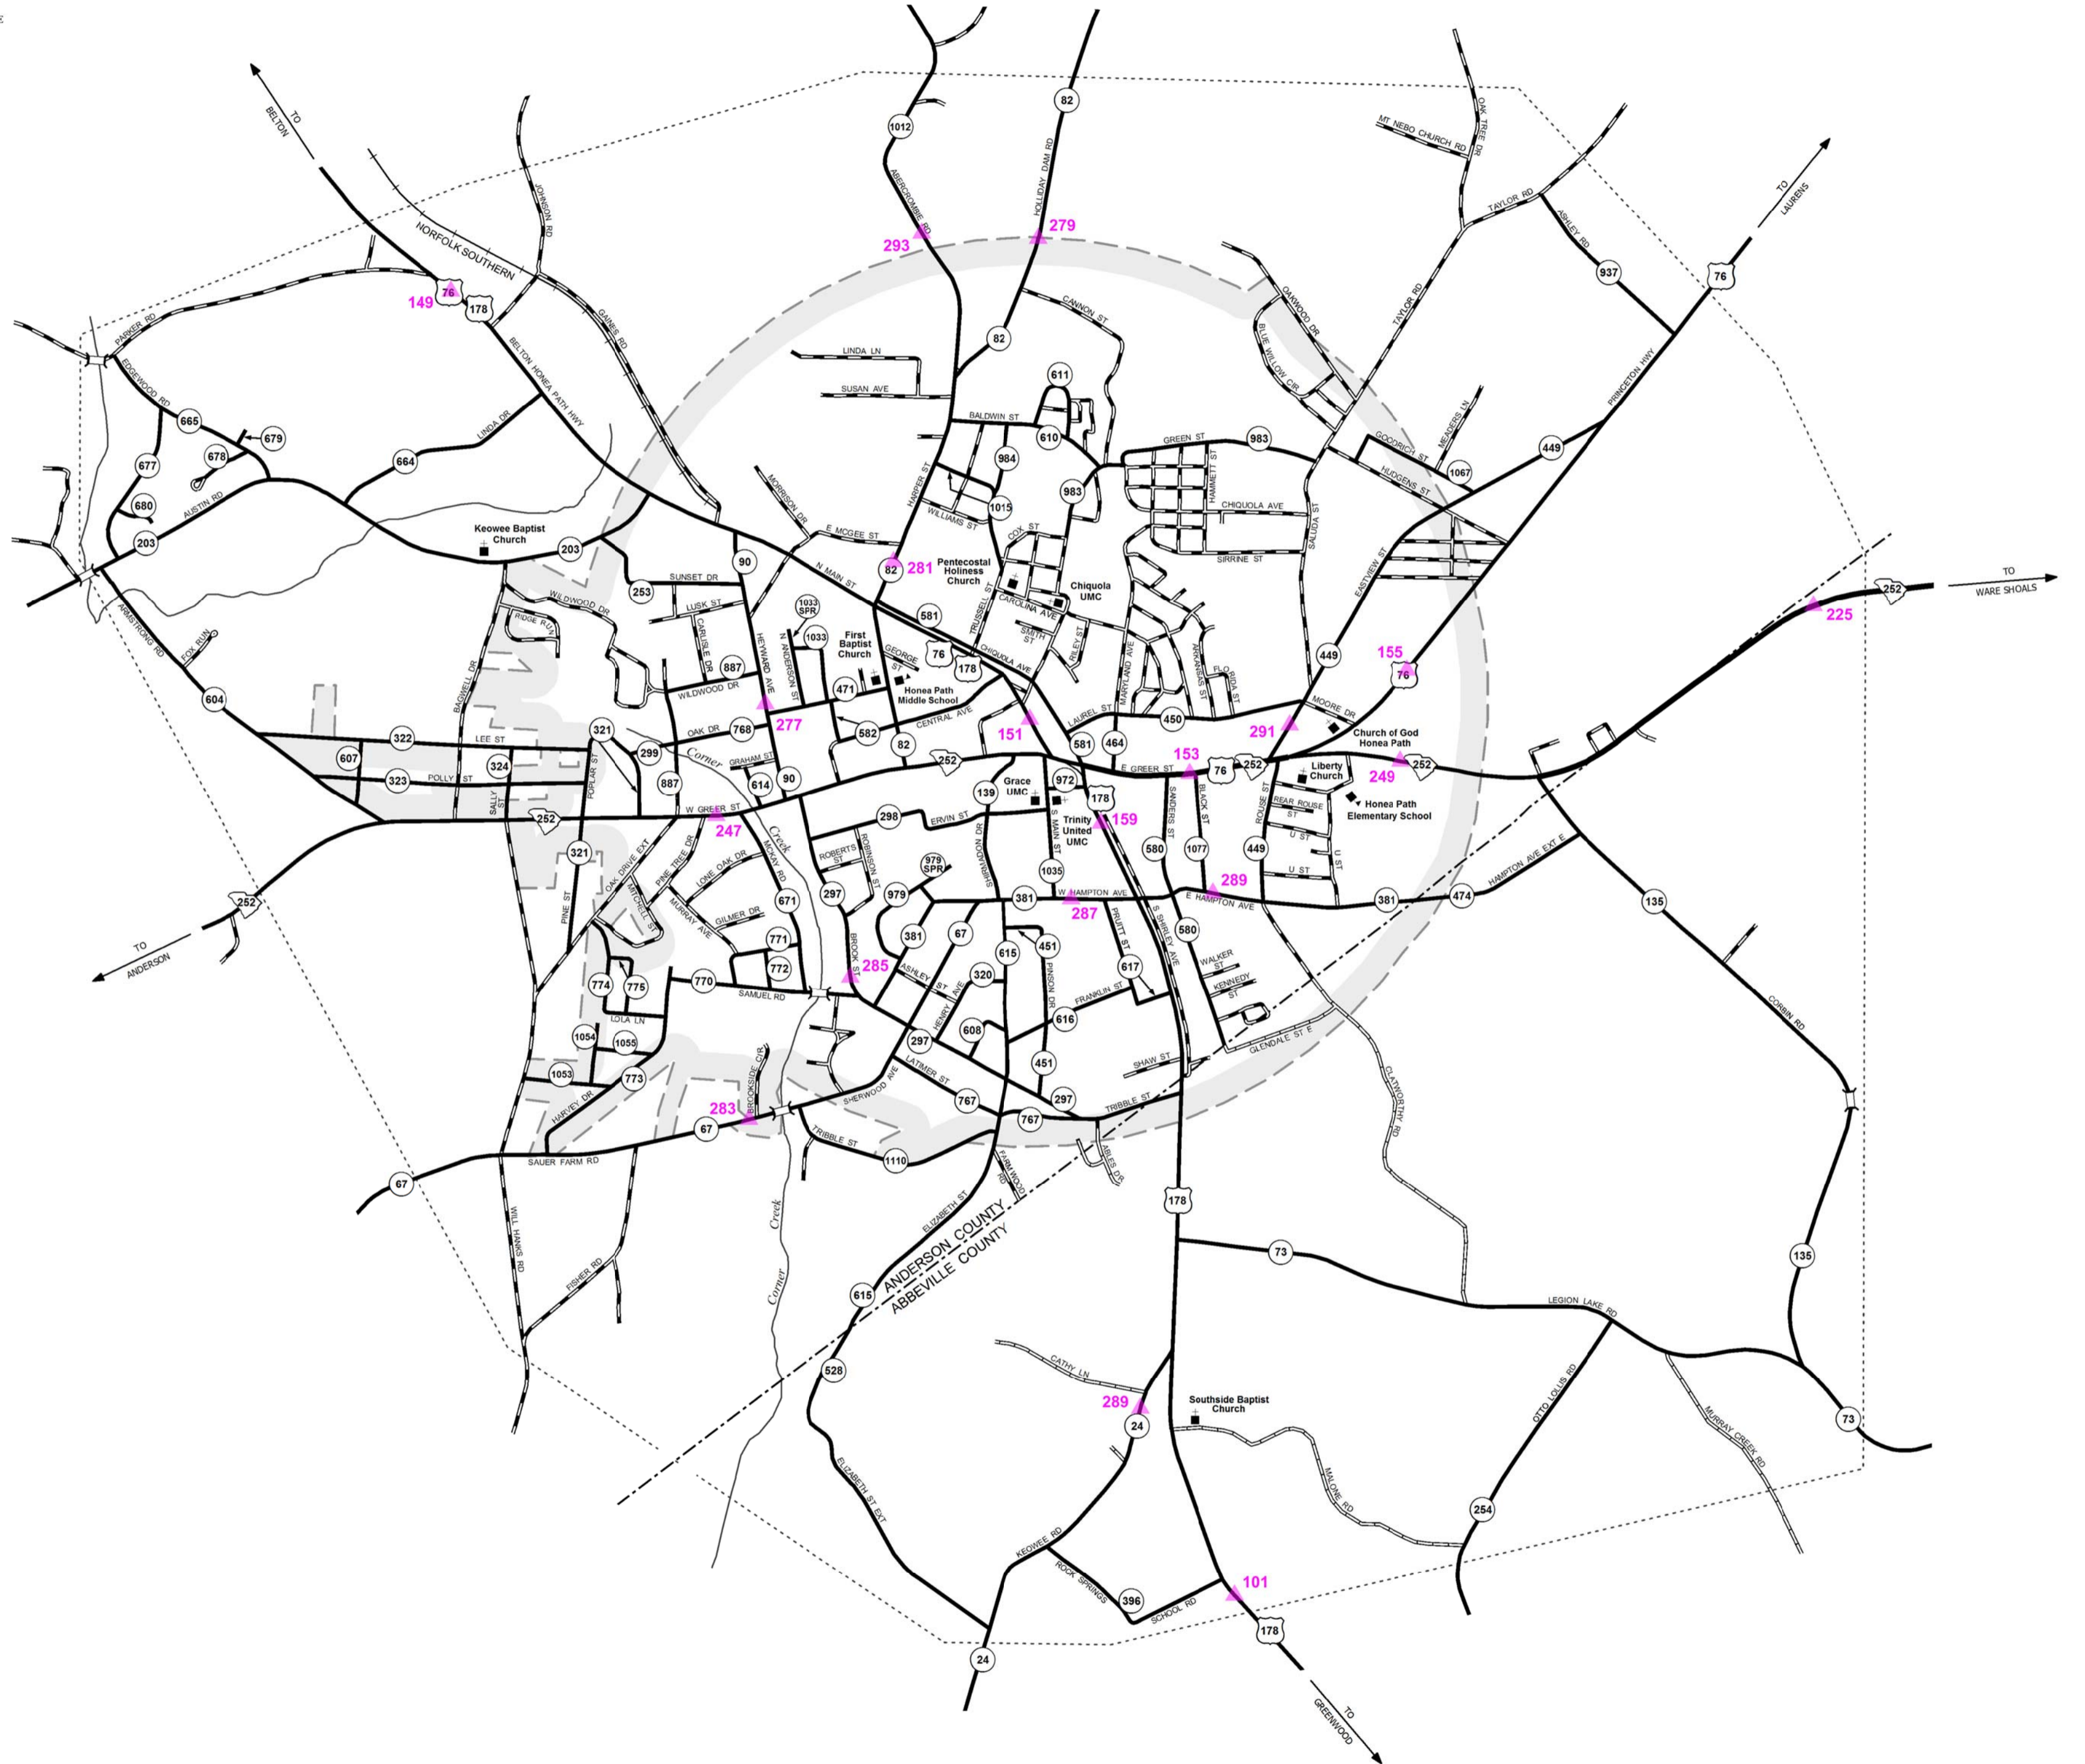 TO
BELTON
NORFOLK SOUTHERN
JOHNSON RD
GAINES RD
1012
ABERCROMBIE RD
293
82
HOLLIDAY DAM RD
279
OAK TREE DR
MT NEBO CHURCH RD
TAYLOR RD
ASHLEY RD
937
TO
LAURENS
76
PRINCETON HWY
TAYLOR RD
149
76
178
PARKER RD
EDGEWOOD RD
665
679
678
677
680
203
AUSTIN RD
664
LINDA DR
BELTON HONEA PATH HWY
LINDA LN
SUSAN AVE
82
CANNON ST
611
BALDWIN ST
610
984
1015
HARPER ST
WILLIAMS ST
GREEN ST
983
983
HAMMETT ST
CHIQUOLA AVE
SIRRINE ST
SALUDA ST
OAKWOOD DR
BLUE WILLOW CIR
GOODRICH ST
HUDGENS ST
MEADERS LN
1067
449
EASTVIEW ST
449
155
76
252
225
TO
WARE SHOALS
Keowee Baptist
Church
203
253
SUNSET DR
LUSK ST
CARLISLE DR
887
WILDWOOD DR
WILDWOOD DR
RIDGE RUN
BAGWELL DR
ARMSTRONG RD
FOX RUN
604
90
HEYWARD AVE
277
MORRISON DR
E MCGEE ST
N MAIN ST
82
281
Pentecostal
Holiness
Church
COX ST
TRUSSELL ST
CAROLINA AVE
Chiquola
UMC
SMITH
ST
RILEY ST
MARYLAND AVE
ARKANSAS ST
FLORIDA ST
581
76
178
CHIQUOLA AVE
1033
SPR
1033
N ANDERSON ST
First
Baptist
Church
GEORGE
ST
Honea Path
Middle School
471
582
CENTRAL AVE
82
151
LAUREL ST
450
581
464
291
MOORE DR
Church of God
Honea Path
249
252
322
LEE ST
607
323
POLLY ST
324
SALLY
ST
321
POPLAR ST
299
OAK DR
768
Corner
Creek
GRAHAM ST
614
90
252
887
W GREER ST
247
252
321
PINE ST
252
TO
ANDERSON
OAK DRIVE EXT
MITCHELL ST
PINE TREE DR
LONE OAK DR
MURRAY AVE
GILMER DR
MCKAY RD
671
771
772
770
SAMUEL RD
774
775
LOLA LN
1054
1055
1053
773
HARVEY DR
298
ERVIN ST
ROBERTS
ST
ROBINSON ST
297
BROOK ST
285
139
SHIRWADON DR
Grace
UMC
972
Trinity
United
UMC
S MAIN ST
1035
178
159
E GREER ST
153
76
252
Liberty
Church
Honea Path
Elementary School
REAR ROUSE
ST
U ST
U ST
U ST
ROUSE ST
449
SANDERS ST
580
BLACK ST
1077
289
E HAMPTON AVE
381
474
HAMPTON AVE EXT E
135
CORBIN RD
979
SPR
979
381
67
381
W HAMPTON AVE
287
615
451
PINSON DR
320
ASHLEY ST
HENRY AVE
608
297
616
FRANKLIN ST
617
PRUITT ST
S SHIRLEY AVE
580
WALKER
ST
KENNEDY
ST
GLENDALE ST E
SHAW ST
451
LATIMER ST
767
297
767
TRIBBLE ST
ABLES DR
CLATWORTHY RD
283
BROOKSIDE CIR
67
SHERWOOD AVE
TRIBBLE ST
1110
SAUER FARM RD
67
WILL HANKS RD
FISHER RD
Creek
Corner
FARMWOOD
RD
ELIZABETH ST
ANDERSON COUNTY
ABBEVILLE COUNTY
615
528
178
73
LEGION LAKE RD
135
73
OTTO LOLLIS RD
MURRAY CREEK RD
CATHY LN
289
24
Southside Baptist
Church
MALONE RD
254
ELIZABETH ST EXT
KEOWEE RD
ROCK SPRINGS
396
SCHOOL RD
101
178
24
TO
GREENWOOD